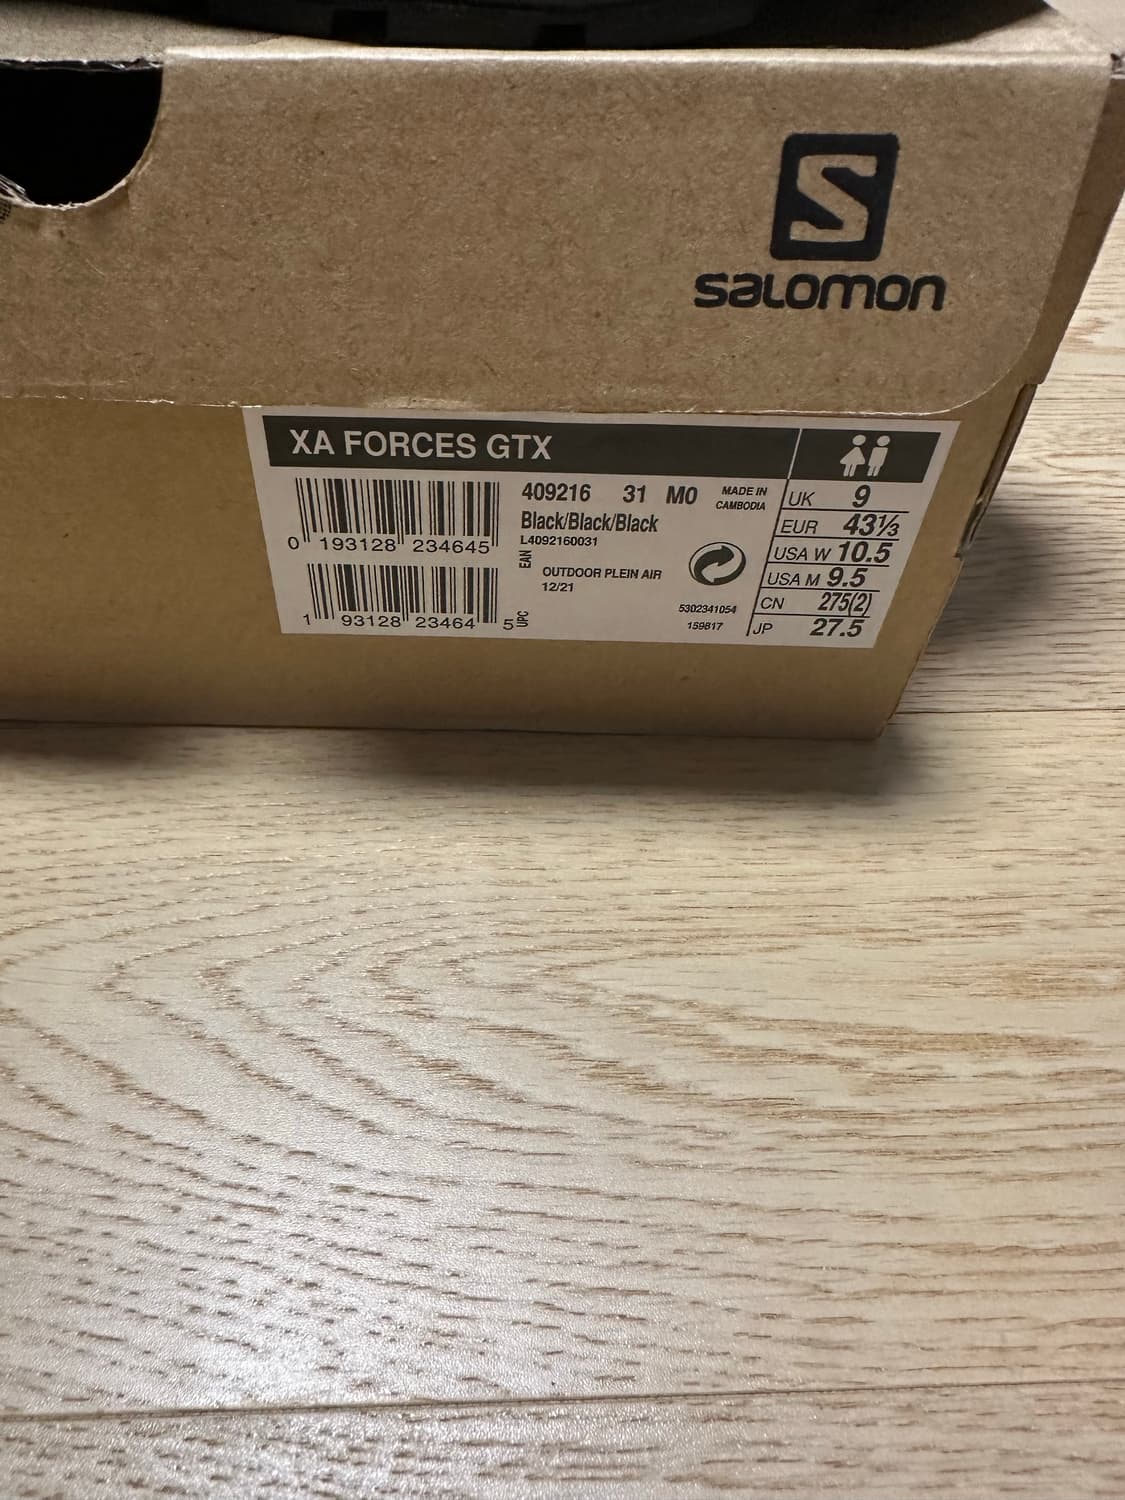 S
salomon
XA FORCES GTX
0 193128 234645
EAN
1 93128 23464 5
UPC
409216 31 M0
MADE IN
CAMBODIA
Black/Black/Black
L4092160031
OUTDOOR PLEIN AIR
12/21
5302341054
159817
UK 9
EUR 43⅓
USA W 10.5
USA M 9.5
CN 275(2)
JP 27.5